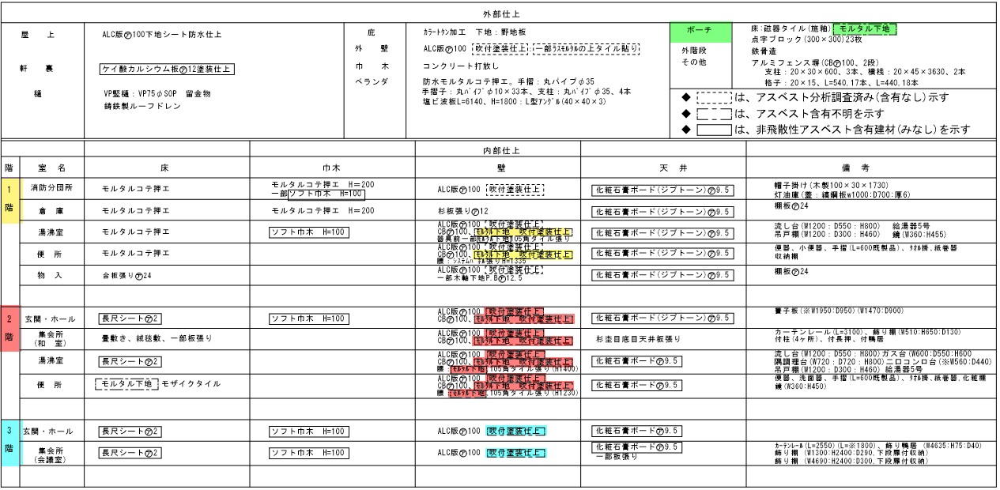 外部仕上
屋　上　ALC版㋐100下地シート防水仕上
軒　裏　ケイ酸カルシウム板㋐12塗装仕上
樋　VP竪樋：VP75φSOP　留金物
鋳鉄製ルーフドレン
庇　カラートタン加工　下地：野地板
外　壁　ALC版㋐100 吹付塗装仕上 一部ラスモルタルの上タイル貼り
巾　木　コンクリート打放し
ベランダ　防水モルタルコテ押エ。手摺：丸パイプφ35
手摺子：丸パイプφ10×33本、支柱：丸パイプφ35、4本
塩ビ波板L=6140、H=1800：L型アングル(40×40×3)
ポーチ　床:磁器タイル(施釉) モルタル下地
点字ブロック(300×300)23枚
外階段　鉄骨造
その他　アルミフェンス塀(CB㋐100、2段)
支柱：20×30×600、3本、横桟：20×45×3630、2本
格子：20×15、L=540,17本、L=440,18本
◆は、アスベスト分析調査済み(含有なし)示す
◆は、アスベスト含有不明を示す
◆は、非飛散性アスベスト含有建材(みなし)を示す
内部仕上
階　室　名　床　巾木　壁　天　井　備　考
1階
消防分団所　モルタルコテ押エ　モルタルコテ押エ　H＝200
一部ソフト巾木　H=100
ALC版㋐100 吹付塗装仕上　化粧石膏ボード(ジプトーン)㋐9.5　帽子掛け(木製100×30×1730)
灯油庫(蓋：縞鋼板w1000:D700:厚6)
倉　庫　モルタルコテ押エ　モルタルコテ押エ　H＝200　杉板張り㋐12　化粧石膏ボード(ジプトーン)㋐9.5　棚板㋐24
湯沸室　モルタルコテ押エ　ソフト巾木　H=100　ALC版㋐100 吹付塗装仕上
CB㋐100、モルタル下地　吹付塗装仕上
器具前一部モルタル下地105角タイル張り
化粧石膏ボード(ジプトーン)㋐9.5　流し台(W1200：D550：H800)　給湯器5号
吊戸棚(W1200：D300：H460)　鏡(W360:H455)
便　所　モルタルコテ押エ　ALC版㋐100 吹付塗装仕上
CB㋐100、モルタル下地　吹付塗装仕上
腰：システムパネル張りH=1335
化粧石膏ボード(ジプトーン)㋐9.5　便器、小便器、手摺(L=600既製品)、タオル掛、紙巻器
収納棚
物　入　合板張り㋐24　ALC版㋐100 吹付塗装仕上
一部木軸下地P.B㋐12.5
化粧石膏ボード(ジプトーン)㋐9.5　棚板㋐24
2階
玄関・ホール　長尺シート㋐2　ソフト巾木　H=100　ALC版㋐100 吹付塗装仕上
CB㋐100、モルタル下地　吹付塗装仕上
化粧石膏ボード(ジプトーン)㋐9.5　簀子板(※W1950:D950)(W1470:D900)
集会所
(和　室)
畳敷き、絨毯敷、一部板張り　ALC版㋐100 吹付塗装仕上
CB㋐100、モルタル下地　吹付塗装仕上
杉杢目底目天井板張り　カーテンレール(L=3100)、飾り棚(W510:H650:D130)
付柱(4ヶ所)、付長押、付鴨居
湯沸室　長尺シート㋐2　ALC版㋐100 吹付塗装仕上
CB㋐100、モルタル下地　吹付塗装仕上
腰：モルタル下地,105角タイル張り(H1400)
化粧石膏ボード㋐9.5　流し台(W1200：D550：H800)ガス台(W600:D550:H600
隅調理台(W720：D720：H800)二口コンロ台(※W560:D440)
吊戸棚(W1200：D300：H460) 給湯器5号
便　所　モルタル下地 モザイクタイル　ALC版㋐100 吹付塗装仕上
CB㋐100、モルタル下地　吹付塗装仕上
腰：モルタル下地,105角タイル張り(H1230)
化粧石膏ボード㋐9.5　便器、洗面器、手摺(L=600既製品)、タオル掛、紙巻器、化粧棚
鏡(W360:H450)
3階
玄関・ホール　長尺シート㋐2　ソフト巾木　H=100　ALC版㋐100 吹付塗装仕上　化粧石膏ボード㋐9.5
集会所
(会議室)
長尺シート㋐2　ソフト巾木　H=100　ALC版㋐100 吹付塗装仕上　化粧石膏ボード㋐9.5
一部板張り
カーテンレール(L=2550)(L=※1800)、飾り鴨居 (W4635:H75:D40)
飾り棚 (W1300:H2400:D290,下段扉付収納)
飾り棚 (W4690:H2400:D300,下段扉付収納)